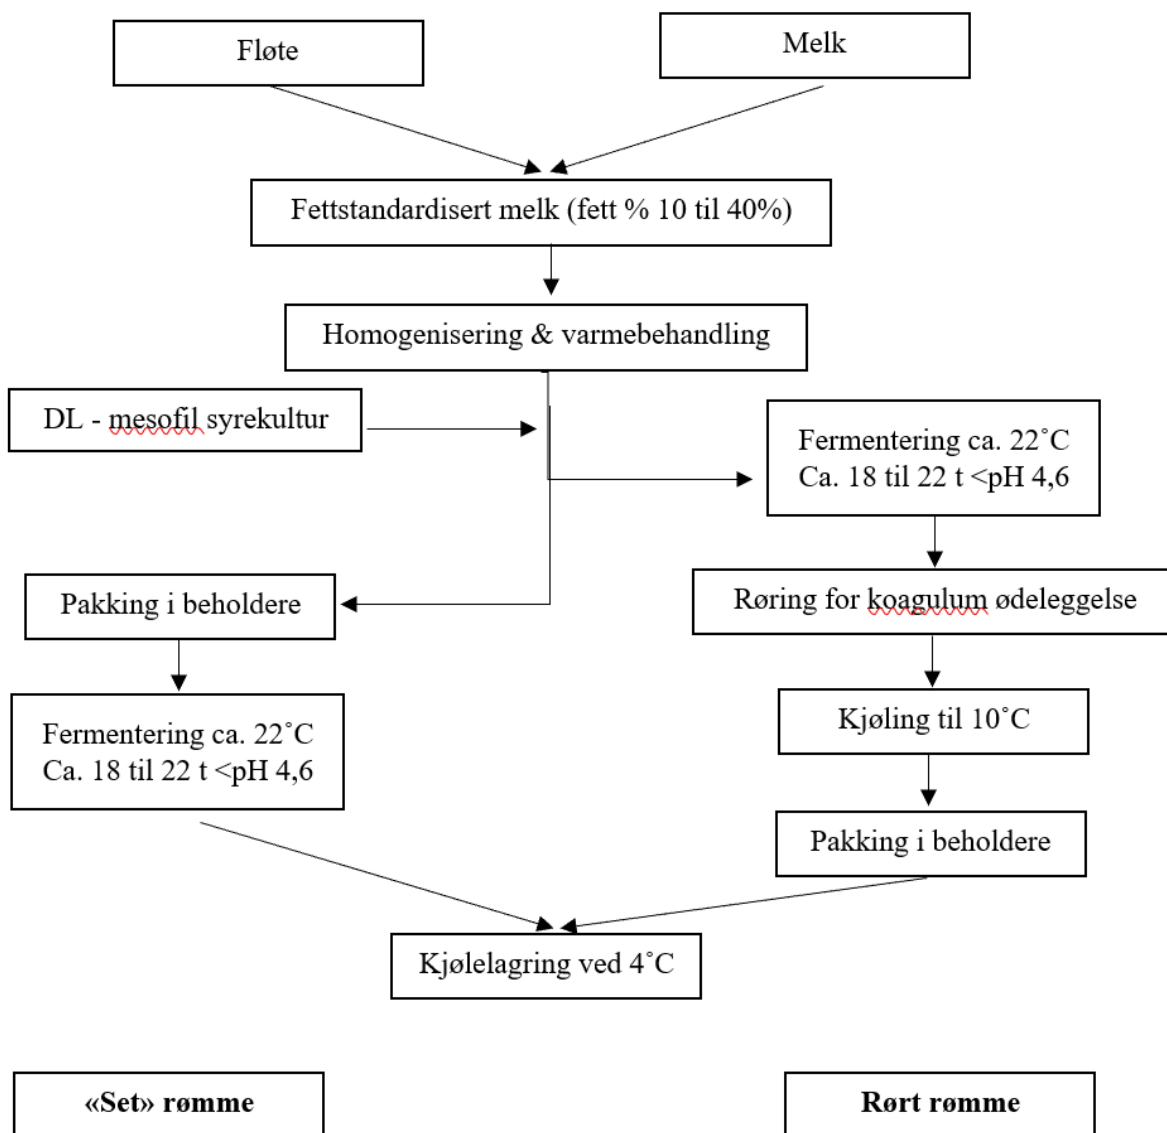 Fløte
Melk
Fettstandardisert melk (fett % 10 til 40%)
Homogenisering & varmebehandling
DL - mesofil syrekultur
Fermentering ca. 22˚C
Ca. 18 til 22 t <pH 4,6
Pakking i beholdere
Røring for koagulum ødeleggelse
Fermentering ca. 22˚C
Ca. 18 til 22 t <pH 4,6
Kjøling til 10˚C
Pakking i beholdere
Kjølelagring ved 4˚C
«Set» rømme
Rørt rømme